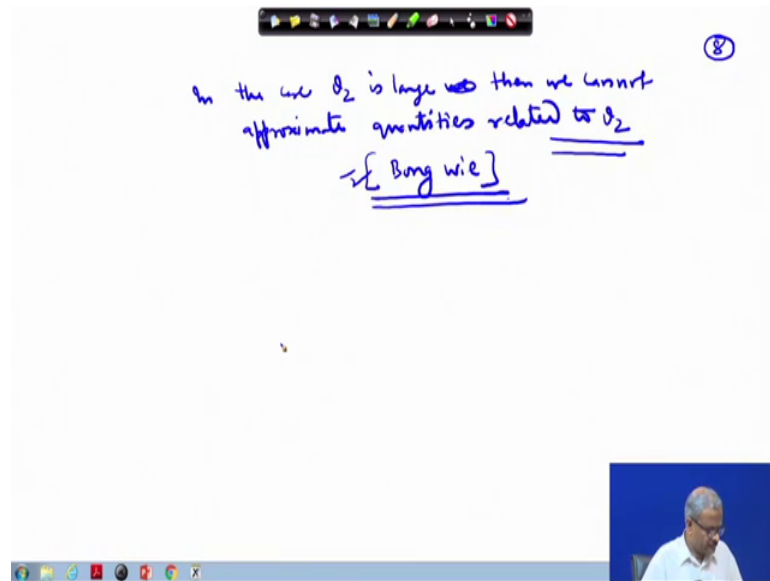 ⑧
In the case θ2 is large then we cannot
approximate quantities related to θ2
[Bong wie]